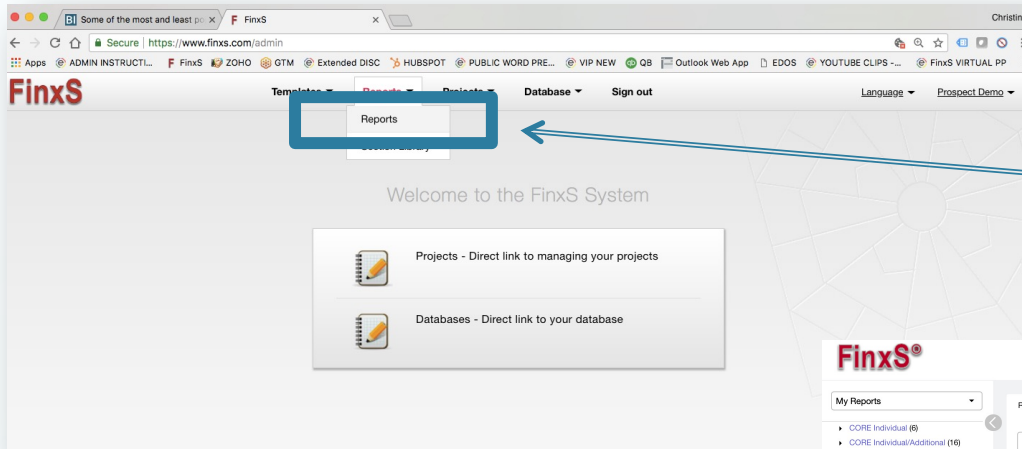 BI Some of the most and least po × F FinxS ×
Christin
Secure | https://www.finxs.com/admin
Apps ADMIN INSTRUCTI... F FinxS ZOHO GTM Extended DISC HUBSPOT PUBLIC WORD PRE... VIP NEW QB Outlook Web App EDOS YOUTUBE CLIPS -... FinxS VIRTUAL PP
FinxS
Templates Reports Projects Database Sign out Language Prospect Demo
Reports
Section Library
Welcome to the FinxS System
Projects - Direct link to managing your projects
Databases - Direct link to your database
FinxS®
My Reports
CORE Individual (6)
CORE Individual/Additional (16)